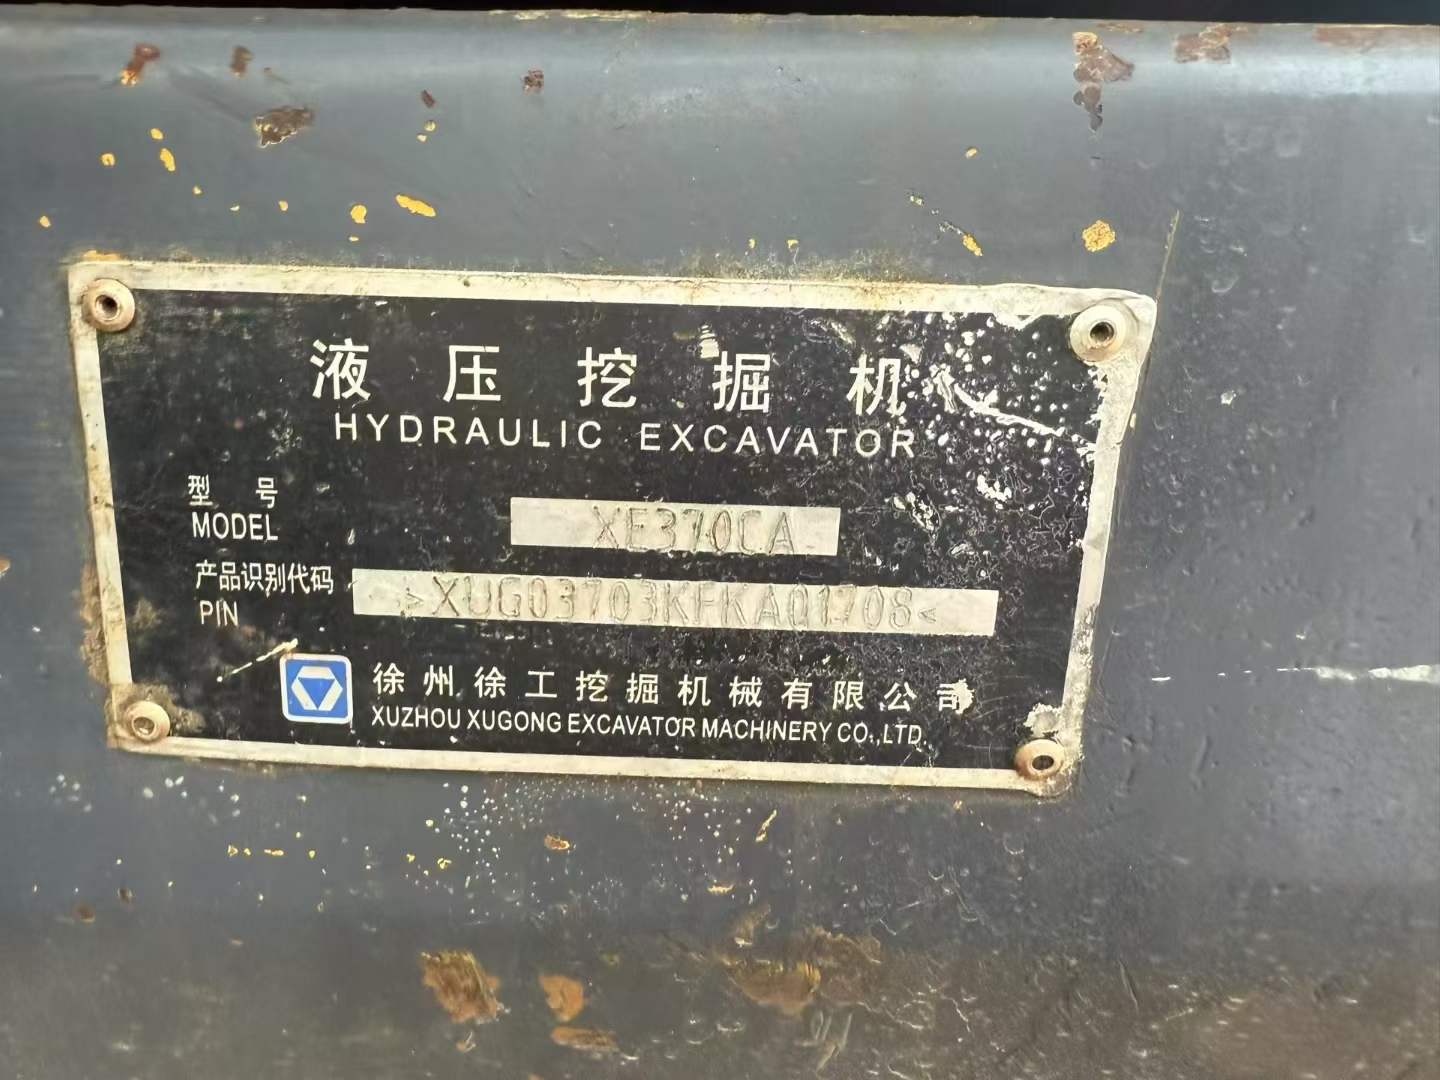 液压挖掘机
HYDRAULIC EXCAVATOR
型号
MODEL
XE370CA
产品识别代码
PIN
>XUG03703KFKA01708<
徐州徐工挖掘机械有限公司
XUZHOU XUGONG EXCAVATOR MACHINERY CO.,LTD.